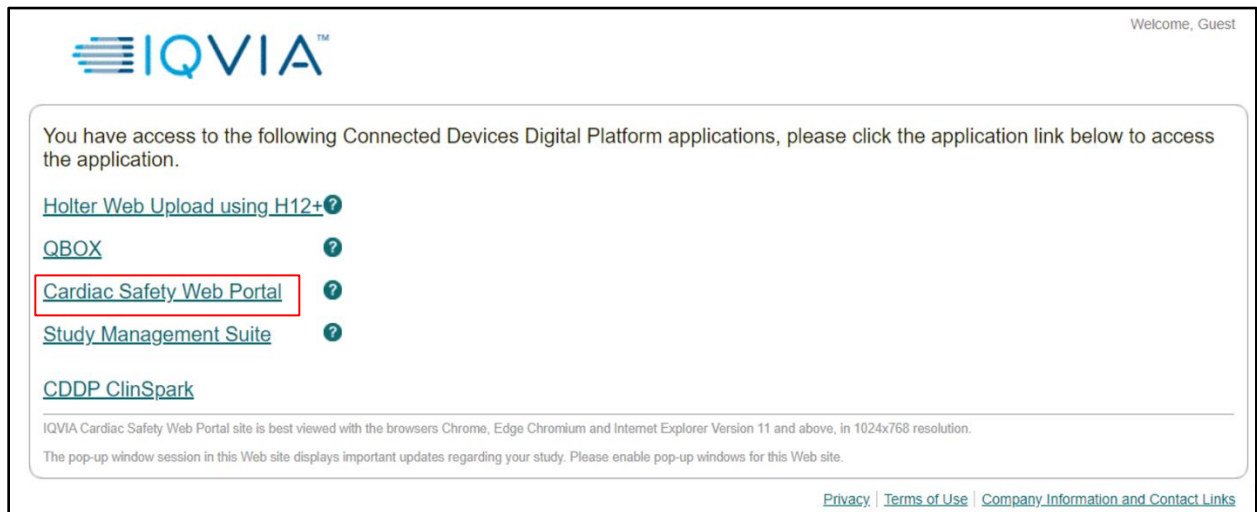 Welcome, Guest
IQVIA™
You have access to the following Connected Devices Digital Platform applications, please click the application link below to access
the application.
Holter Web Upload using H12+ ?
QBOX ?
Cardiac Safety Web Portal ?
Study Management Suite ?
CDDP ClinSpark
IQVIA Cardiac Safety Web Portal site is best viewed with the browsers Chrome, Edge Chromium and Internet Explorer Version 11 and above, in 1024x768 resolution.
The pop-up window session in this Web site displays important updates regarding your study. Please enable pop-up windows for this Web site.
Privacy | Terms of Use | Company Information and Contact Links